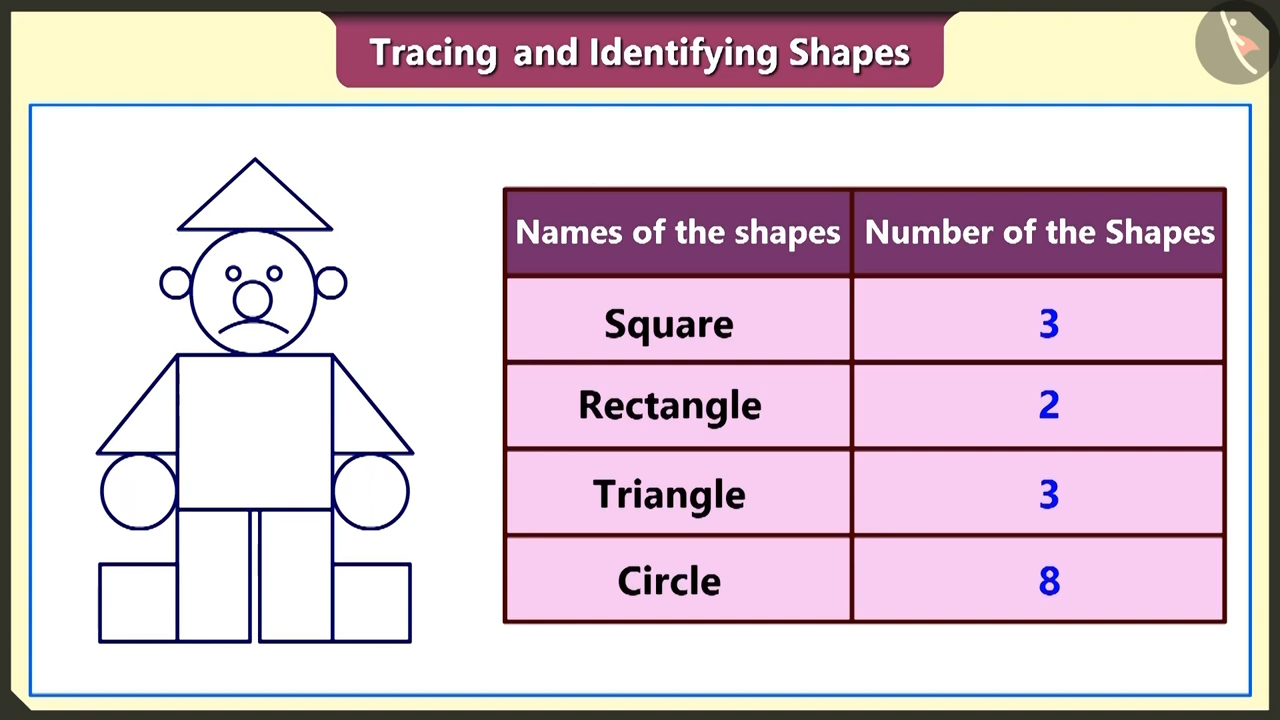 Tracing and Identifying Shapes
Names of the shapes Number of the Shapes
Square 3
Rectangle 2
Triangle 3
Circle 8